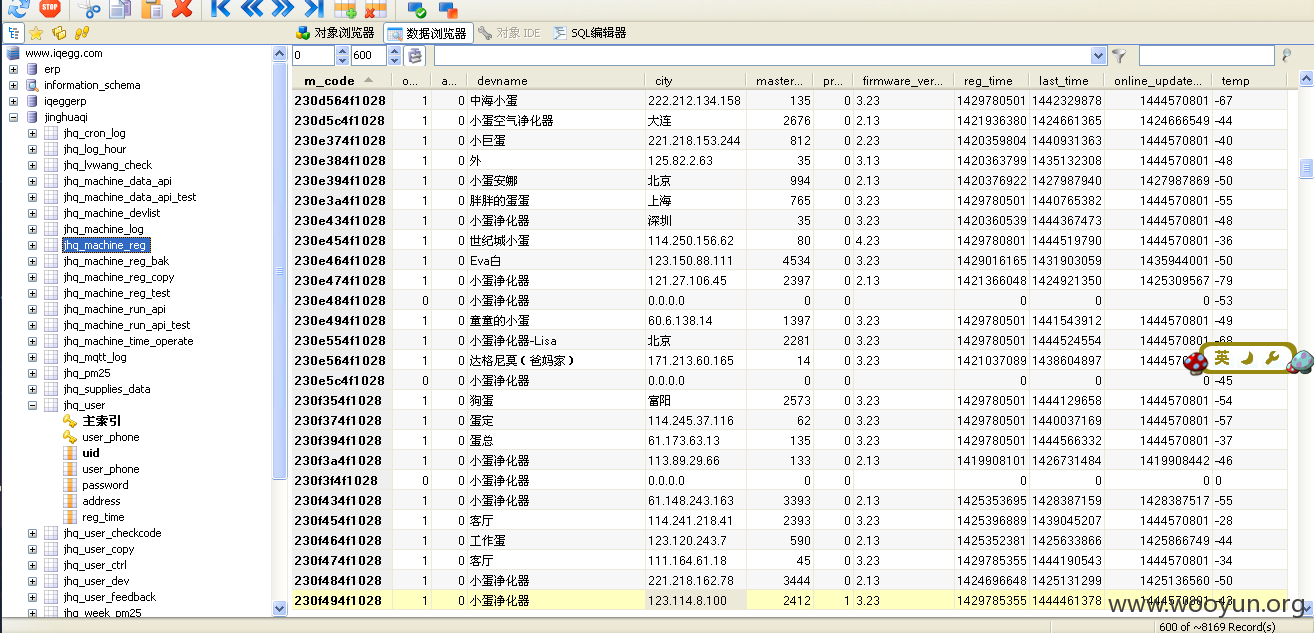 STOP
对象浏览器 数据浏览器 对象 IDE SQL编辑器
0 600
www.iqegg.com
erp
information_schema
iqeggerp
jinghuaqi
jhq_cron_log
jhq_log_hour
jhq_lvwang_check
jhq_machine_data_api
jhq_machine_data_api_test
jhq_machine_devlist
jhq_machine_log
jhq_machine_reg
jhq_machine_reg_bak
jhq_machine_reg_copy
jhq_machine_reg_test
jhq_machine_run_api
jhq_machine_run_api_test
jhq_machine_time_operate
jhq_mqtt_log
jhq_pm25
jhq_supplies_data
jhq_user
主索引
user_phone
uid
user_phone
password
address
reg_time
jhq_user_checkcode
jhq_user_copy
jhq_user_ctrl
jhq_user_dev
jhq_user_feedback
jhq_week_pm25
m_code o... a... devname city master... pr... firmware_ver... reg_time last_time online_update... temp
230d564f1028 1 0 中海小蛋 222.212.134.158 135 0 3.23 1429780501 1442329878 1444570801 -67
230d5c4f1028 1 0 小蛋空气净化器 大连 2676 0 2.13 1421936380 1424661365 1424666549 -44
230e374f1028 1 0 小巨蛋 221.218.153.244 812 0 2.23 1420359804 1440931363 1444570801 -40
230e384f1028 1 0 外 125.82.2.63 35 0 3.13 1420363799 1435132308 1444570801 -48
230e394f1028 1 0 小蛋安娜 北京 994 0 2.13 1420376922 1427987940 1427987869 -50
230e3a4f1028 1 0 胖胖的蛋蛋 上海 765 0 3.23 1429780501 1440765382 1444570801 -55
230e434f1028 1 0 小蛋净化器 深圳 35 0 3.23 1420360539 1444367473 1444570801 -48
230e454f1028 1 0 世纪城小蛋 114.250.156.62 80 0 4.23 1429780801 1444519790 1444570801 -36
230e464f1028 1 0 Eva白 123.150.88.111 4534 0 3.23 1429016165 1431903059 1435944001 -50
230e474f1028 1 0 小蛋净化器 121.27.106.45 2397 0 2.13 1421366048 1424921350 1425309567 -79
230e484f1028 0 0 小蛋净化器 0.0.0.0 0 0 0 0 0 -53
230e494f1028 1 0 童童的小蛋 60.6.138.14 1397 0 3.23 1429780501 1441543912 1444570801 -49
230e554f1028 1 0 小蛋净化器-Lisa 北京 2281 0 3.23 1429780501 1444524554 1444570801 -68
230e564f1028 1 0 达格尼莫（爸妈家） 171.213.60.165 14 0 3.23 1421037089 1438604897
英
230e5c4f1028 0 0 小蛋净化器 0.0.0.0 0 0 0 0 0 -45
230f354f1028 1 0 狗蛋 富阳 2573 0 3.23 1429780501 1444129658 1444570801 -54
230f374f1028 1 0 蛋定 114.245.37.116 62 0 3.23 1429780501 1440037169 1444570801 -57
230f394f1028 1 0 蛋总 61.173.63.13 135 0 3.23 1429780501 1444566332 1444570801 -37
230f3a4f1028 1 0 小蛋净化器 113.89.29.66 133 0 2.13 1419908101 1426731484 1419908442 -46
230f3f4f1028 0 0 小蛋净化器 0.0.0.0 0 0 0 0 0 0
230f434f1028 1 0 小蛋净化器 61.148.243.163 3393 0 2.13 1425353695 1428387159 1428387517 -55
230f454f1028 1 0 客厅 114.241.218.41 2393 0 3.23 1425396889 1439045207 1444570801 -28
230f464f1028 1 0 工作蛋 123.120.243.7 590 0 2.13 1425352381 1425633866 1425866749 -44
230f474f1028 1 0 客厅 111.164.61.18 45 0 3.23 1429785355 1444190543 1444570801 -34
230f484f1028 1 0 小蛋净化器 221.218.162.78 3444 0 2.13 1424696648 1425131299 1425136560 -50
230f494f1028 1 0 小蛋净化器 123.114.8.100 2412 1 3.23 1429785355 1444461378 1444570801 -43
www.wooyun.org
600 of ~8169 Record(s)